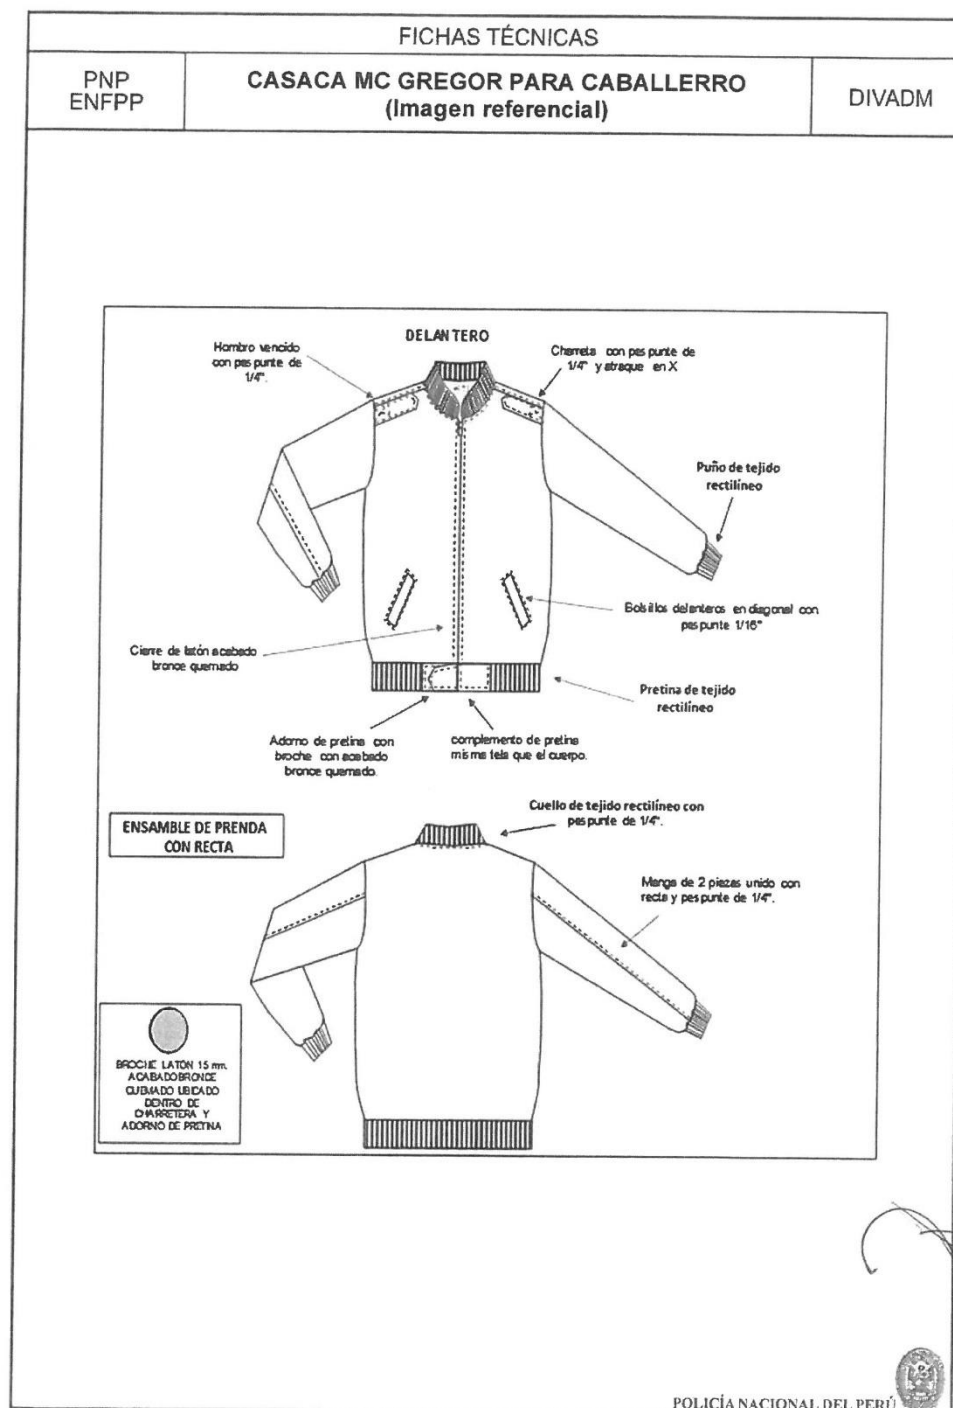 FICHAS TÉCNICAS
PNP
ENFPP
CASACA MC GREGOR PARA CABALLERRO
(Imagen referencial)
DIVADM
DELANTERO
Hombro vencido
con pespunte de
1/4".
Charreta con pespunte de
1/4" y atraque en X
Puño de tejido
rectilíneo
Bolsillos delanteros en diagonal con
pespunte 1/16"
Cierre de latón acabado
bronce quemado
Pretina de tejido
rectilíneo
Adorno de pretina con
broche con acabado
bronce quemado.
complemento de pretina
misma tela que el cuerpo.
Cuello de tejido rectilíneo con
pespunte de 1/4".
ENSAMBLE DE PRENDA
CON RECTA
Manga de 2 piezas unido con
recta y pespunte de 1/4".
BROCHE LATON 15 mm.
ACABADO BRONCE
QUEMADO UBICADO
DENTRO DE
CHARRETERA Y
ADORNO DE PRETINA
POLICÍA NACIONAL DEL PERÚ